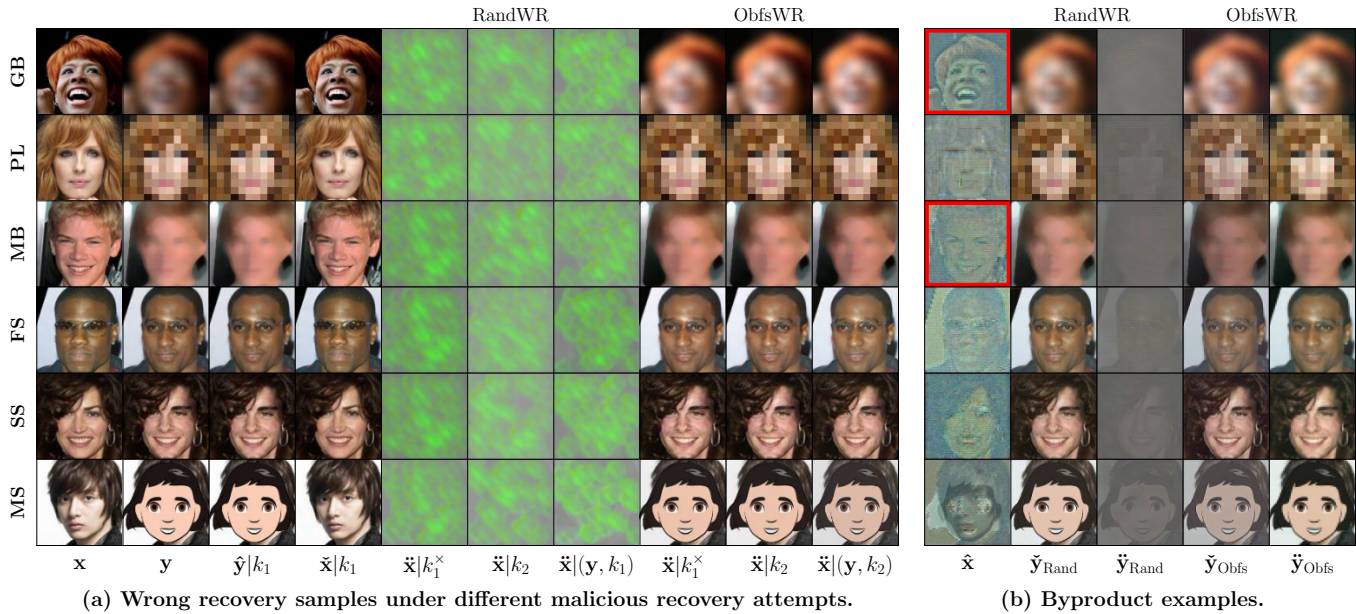 RandWR ObfsWR RandWR ObfsWR
GB
PL
MB
FS
SS
MS
x y ŷ|k₁ x̌|k₁ ẍ|k₁^× ẍ|k₂ ẍ|(y, k₁) ẍ|k₁^× ẍ|k₂ ẍ|(y, k₂) x̂ y̌_Rand ÿ_Rand y̌_Obfs ÿ_Obfs
(a) Wrong recovery samples under different malicious recovery attempts. (b) Byproduct examples.